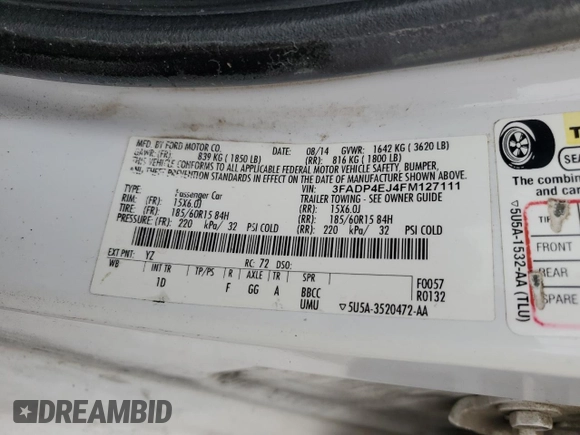 MFD. BY FORD MOTOR CO.
DATE: 08/14 GVWR: 1642 KG ( 3620 LB)
GAWR: (FR): 839 KG ( 1850 LB) (RR): 816 KG ( 1800 LB)
THIS VEHICLE CONFORMS TO ALL APPLICABLE FEDERAL MOTOR VEHICLE SAFETY, BUMPER,
AND THEFT PREVENTION STANDARDS IN EFFECT ON THE DATE OF MANUFACTURE SHOWN ABOVE.
VIN: 3FADP4EJ4FM127111
TYPE: Passenger Car TRAILER TOWING - SEE OWNER GUIDE
RIM: (FR): 15X6.0J (RR): 15X6.0J
TIRE: (FR): 185/60R15 84H (RR): 185/60R15 84H
PRESSURE: (FR): 220 kPa/ 32 PSI COLD (RR): 220 kPa/ 32 PSI COLD
EXT PNT: YZ RC: 72 DSO:
WB INT TR TP/PS R AXLE TR SPR F0057
1D F GG A BBCC R0132
UMU ▽5U5A-3520472-AA
The combined
and car
▽5U5A-1532-AA (TLU)
FRONT
REAR
SPARE
DREAMBID